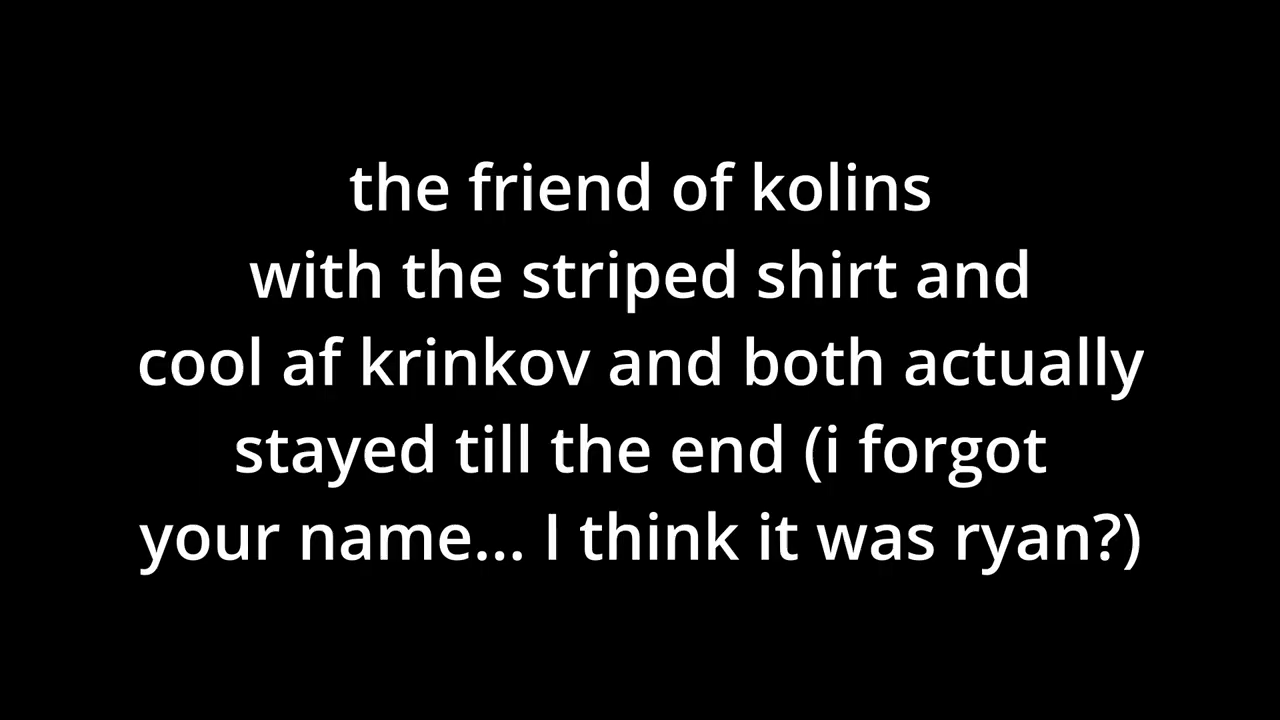 the friend of kolins
with the striped shirt and
cool af krinkov and both actually
stayed till the end (i forgot
your name... I think it was ryan?)